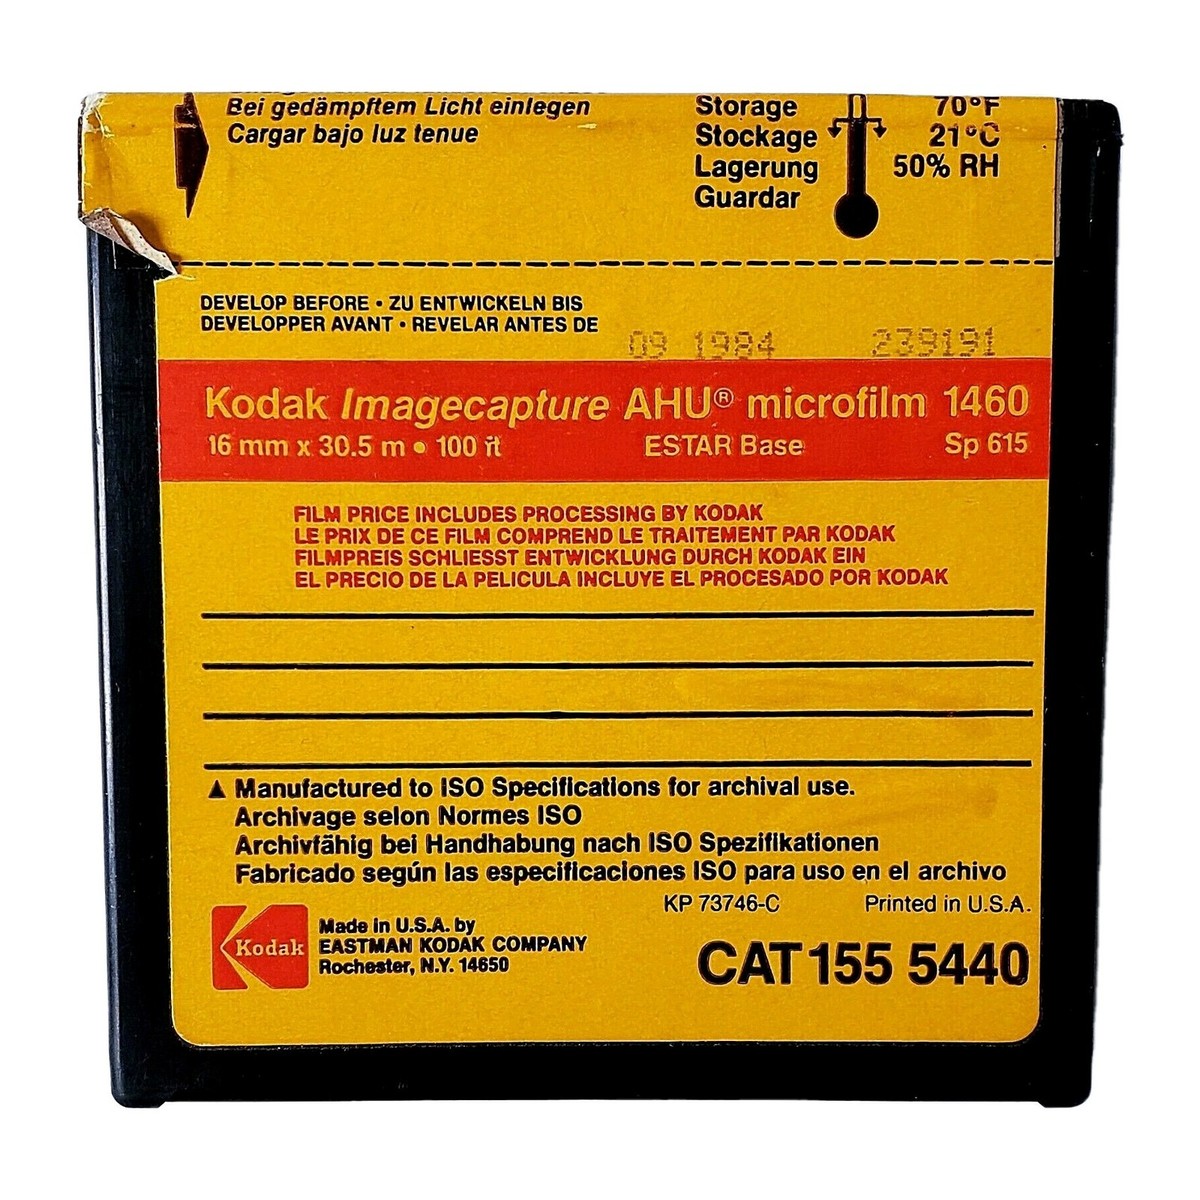 Bei gedämpftem Licht einlegen
Cargar bajo luz tenue
Storage 70°F
Stockage 21°C
Lagerung 50% RH
Guardar
DEVELOP BEFORE • ZU ENTWICKELN BIS
DEVELOPPER AVANT • REVELAR ANTES DE
09 1984 239191
Kodak Imagecapture AHU® microfilm 1460
16 mm x 30.5 m • 100 ft ESTAR Base Sp 615
FILM PRICE INCLUDES PROCESSING BY KODAK
LE PRIX DE CE FILM COMPREND LE TRAITEMENT PAR KODAK
FILMPREIS SCHLIESST ENTWICKLUNG DURCH KODAK EIN
EL PRECIO DE LA PELICULA INCLUYE EL PROCESADO POR KODAK
▲ Manufactured to ISO Specifications for archival use.
Archivage selon Normes ISO
Archivfähig bei Handhabung nach ISO Spezifikationen
Fabricado según las especificaciones ISO para uso en el archivo
KP 73746-C Printed in U.S.A.
Kodak
Made in U.S.A. by
EASTMAN KODAK COMPANY
Rochester, N.Y. 14650
CAT 155 5440